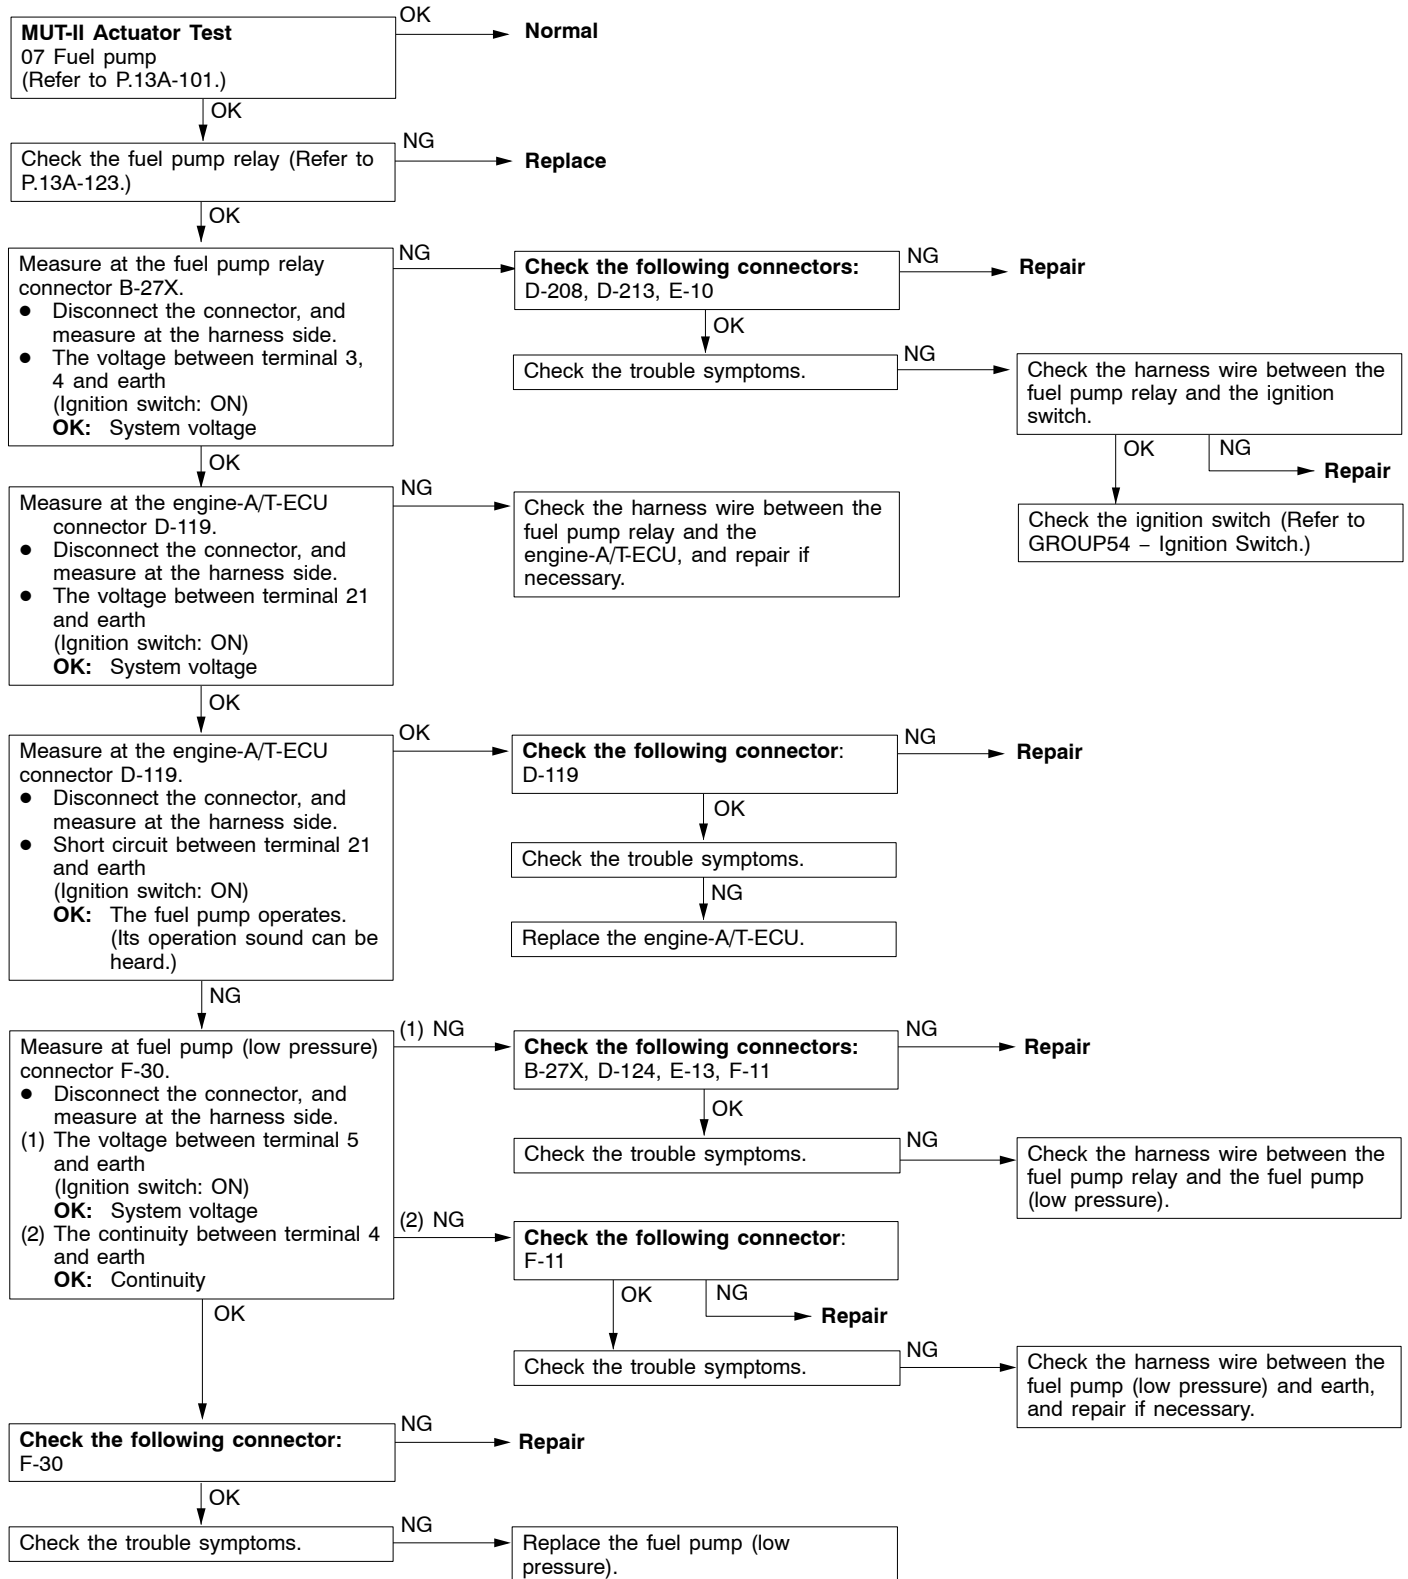 MUT-II Actuator Test
07 Fuel pump
(Refer to P.13A-101.)
OK
Normal
OK
Check the fuel pump relay (Refer to
P.13A-123.)
NG
Replace
OK
Measure at the fuel pump relay
connector B-27X.
● Disconnect the connector, and
measure at the harness side.
● The voltage between terminal 3,
4 and earth
(Ignition switch: ON)
OK: System voltage
NG
Check the following connectors:
D-208, D-213, E-10
NG
Repair
OK
Check the trouble symptoms.
NG
Check the harness wire between the
fuel pump relay and the ignition
switch.
OK
NG
Repair
Check the ignition switch (Refer to
GROUP54 – Ignition Switch.)
OK
Measure at the engine-A/T-ECU
connector D-119.
● Disconnect the connector, and
measure at the harness side.
● The voltage between terminal 21
and earth
(Ignition switch: ON)
OK: System voltage
NG
Check the harness wire between the
fuel pump relay and the
engine-A/T-ECU, and repair if
necessary.
OK
Measure at the engine-A/T-ECU
connector D-119.
● Disconnect the connector, and
measure at the harness side.
● Short circuit between terminal 21
and earth
(Ignition switch: ON)
OK: The fuel pump operates.
(Its operation sound can be
heard.)
OK
Check the following connector:
D-119
NG
Repair
OK
Check the trouble symptoms.
NG
Replace the engine-A/T-ECU.
NG
Measure at fuel pump (low pressure)
connector F-30.
● Disconnect the connector, and
measure at the harness side.
(1) The voltage between terminal 5
and earth
(Ignition switch: ON)
OK: System voltage
(2) The continuity between terminal 4
and earth
OK: Continuity
(1) NG
Check the following connectors:
B-27X, D-124, E-13, F-11
NG
Repair
OK
Check the trouble symptoms.
NG
Check the harness wire between the
fuel pump relay and the fuel pump
(low pressure).
(2) NG
Check the following connector:
F-11
OK
NG
Repair
Check the trouble symptoms.
NG
Check the harness wire between the
fuel pump (low pressure) and earth,
and repair if necessary.
OK
Check the following connector:
F-30
NG
Repair
OK
Check the trouble symptoms.
NG
Replace the fuel pump (low
pressure).